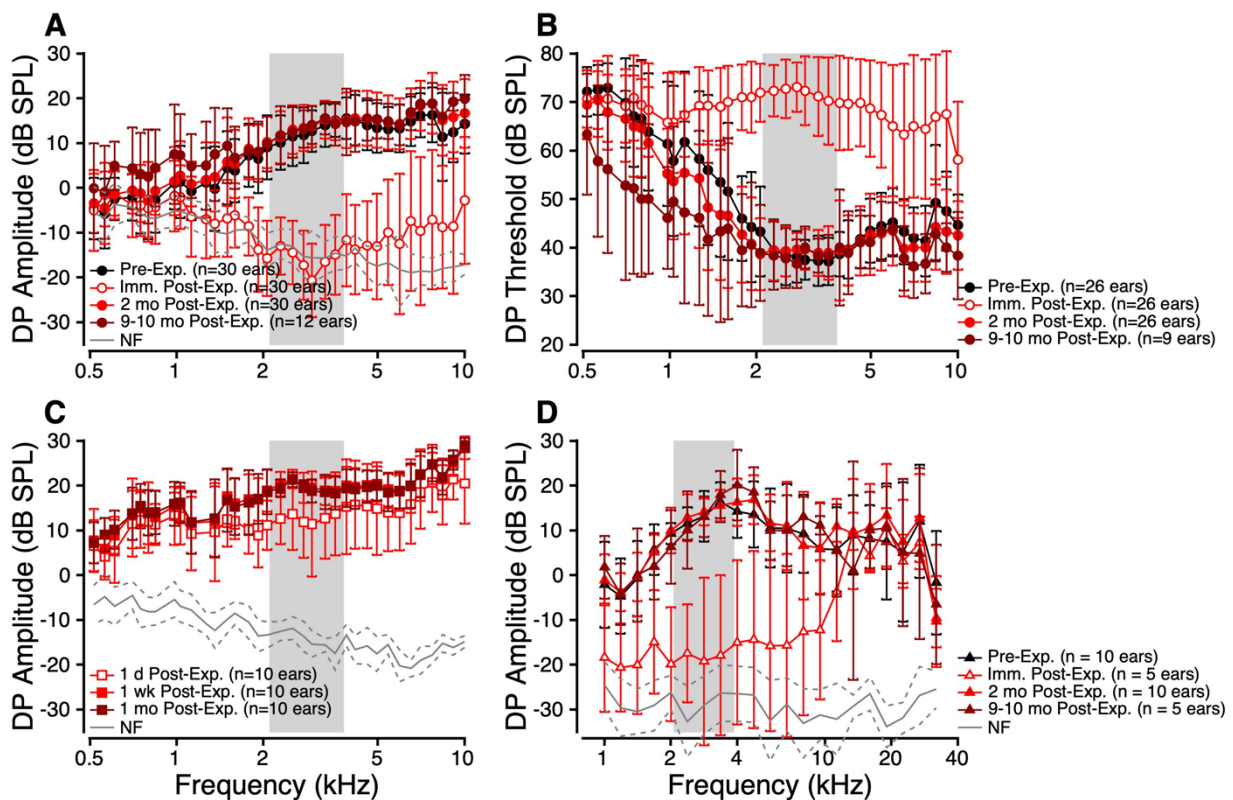 A
DP Amplitude (dB SPL)
30
20
10
0
-10
-20
-30
Pre-Exp. (n=30 ears)
Imm. Post-Exp. (n=30 ears)
2 mo Post-Exp. (n=30 ears)
9-10 mo Post-Exp. (n=12 ears)
NF
0.5
1
2
5
10
B
DP Threshold (dB SPL)
80
70
60
50
40
30
20
Pre-Exp. (n=26 ears)
Imm. Post-Exp. (n=26 ears)
2 mo Post-Exp. (n=26 ears)
9-10 mo Post-Exp. (n=9 ears)
0.5
1
2
5
10
C
DP Amplitude (dB SPL)
30
20
10
0
-10
-20
-30
1 d Post-Exp. (n=10 ears)
1 wk Post-Exp. (n=10 ears)
1 mo Post-Exp. (n=10 ears)
NF
0.5
1
2
5
10
Frequency (kHz)
D
DP Amplitude (dB SPL)
30
20
10
0
-10
-20
-30
Pre-Exp. (n = 10 ears)
Imm. Post-Exp. (n = 5 ears)
2 mo Post-Exp. (n = 10 ears)
9-10 mo Post-Exp. (n = 5 ears)
NF
1
2
4
10
20
40
Frequency (kHz)